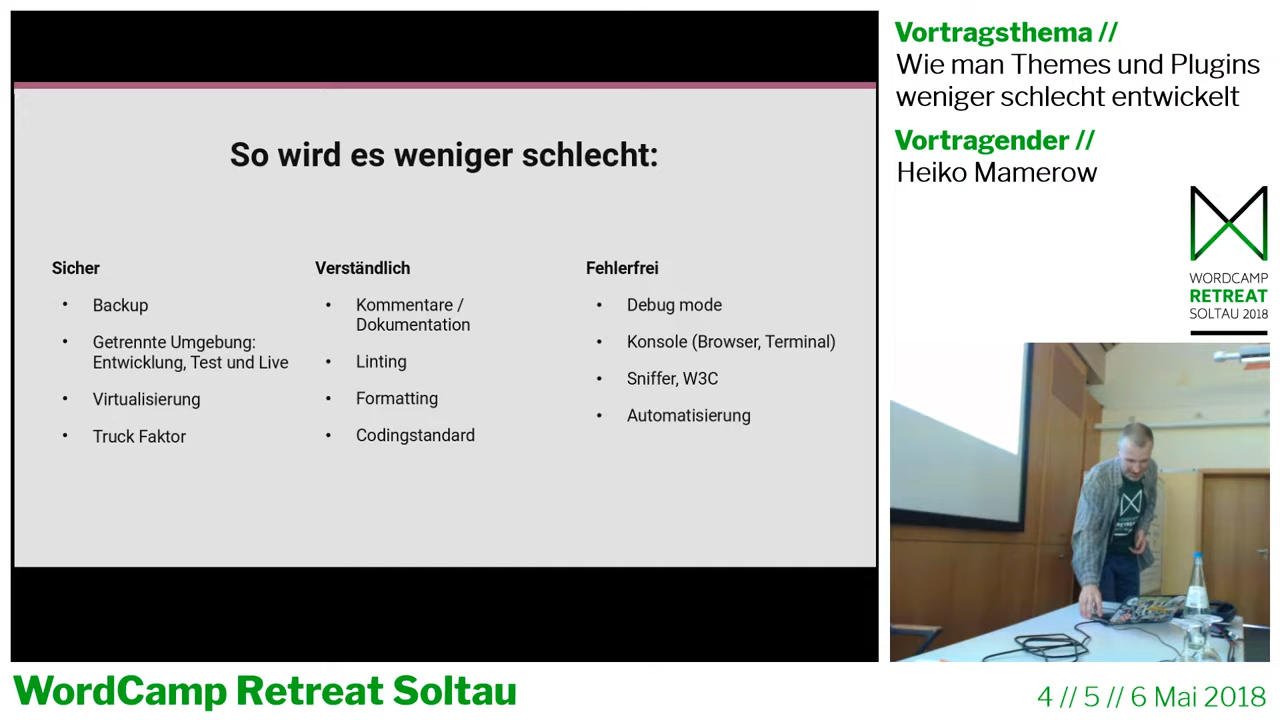 So wird es weniger schlecht:
Sicher
• Backup
• Getrennte Umgebung:
Entwicklung, Test und Live
• Virtualisierung
• Truck Faktor
Verständlich
• Kommentare /
Dokumentation
• Linting
• Formatting
• Codingstandard
Fehlerfrei
• Debug mode
• Konsole (Browser, Terminal)
• Sniffer, W3C
• Automatisierung
Vortragsthema //
Wie man Themes und Plugins
weniger schlecht entwickelt
Vortragender //
Heiko Mamerow
WORDCAMP
RETREAT
SOLTAU 2018
RETREAT
WordCamp Retreat Soltau
4 // 5 // 6 Mai 2018